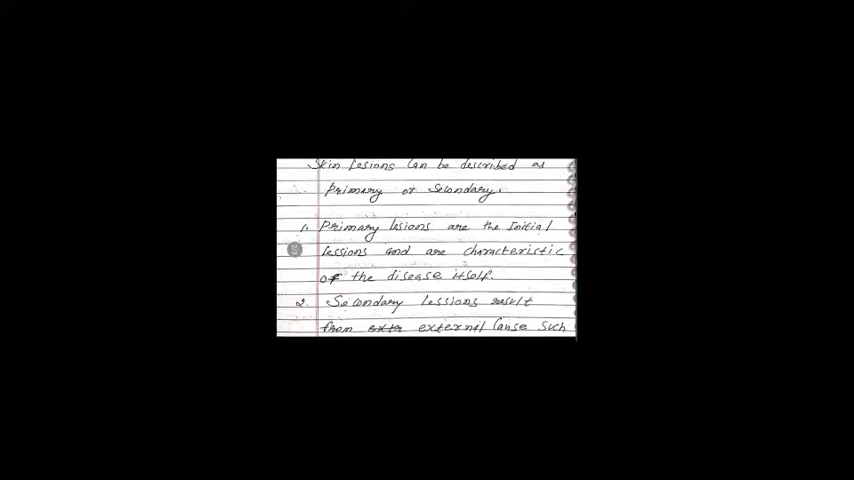 Skin lesions Can be described as
Primary or Secondary.
1. Primary lesions are the Initial
lessions and are characteristic
of the disease itself.
2. Secondary lessions result
from external Cause Such